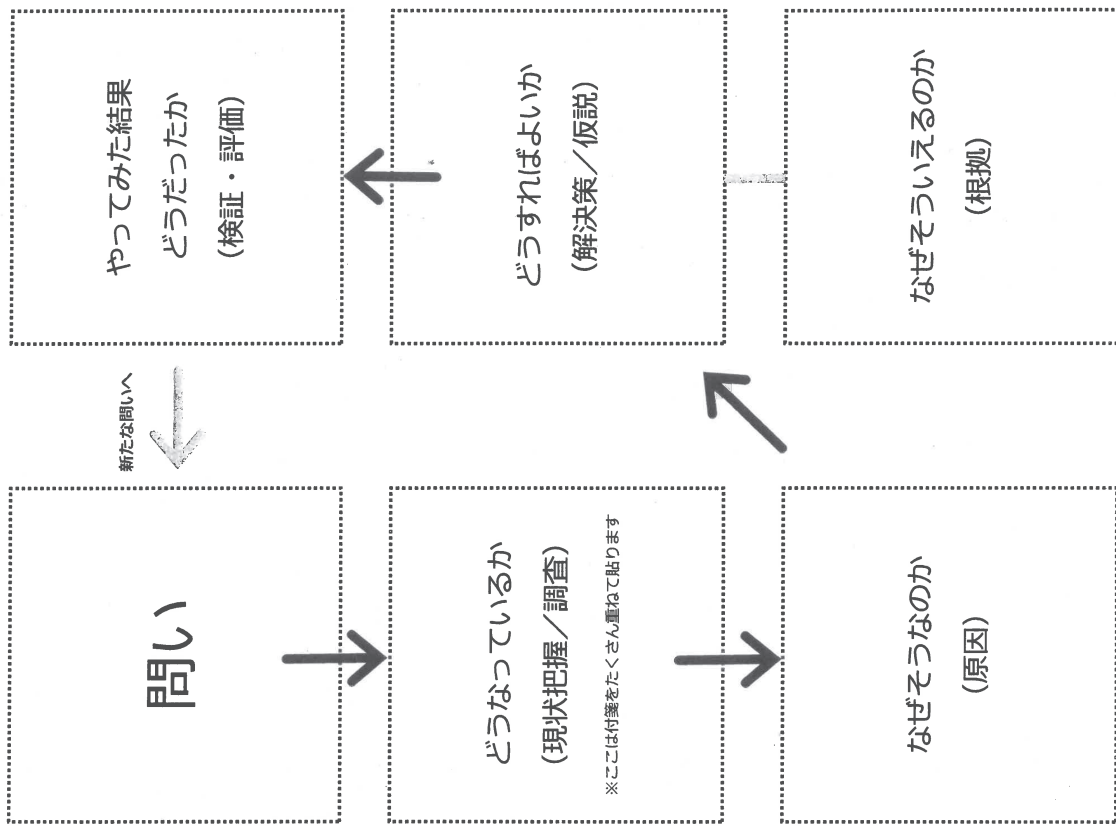 問い
どうなっているか
(現状把握／調査)
※ここは付箋をたくさん重ねて貼ります
なぜそうなのか
(原因)
どうすればよいか
(解決策／仮説)
なぜそういえるのか
(根拠)
やってみた結果
どうだったか
(検証・評価)
新たな問いへ